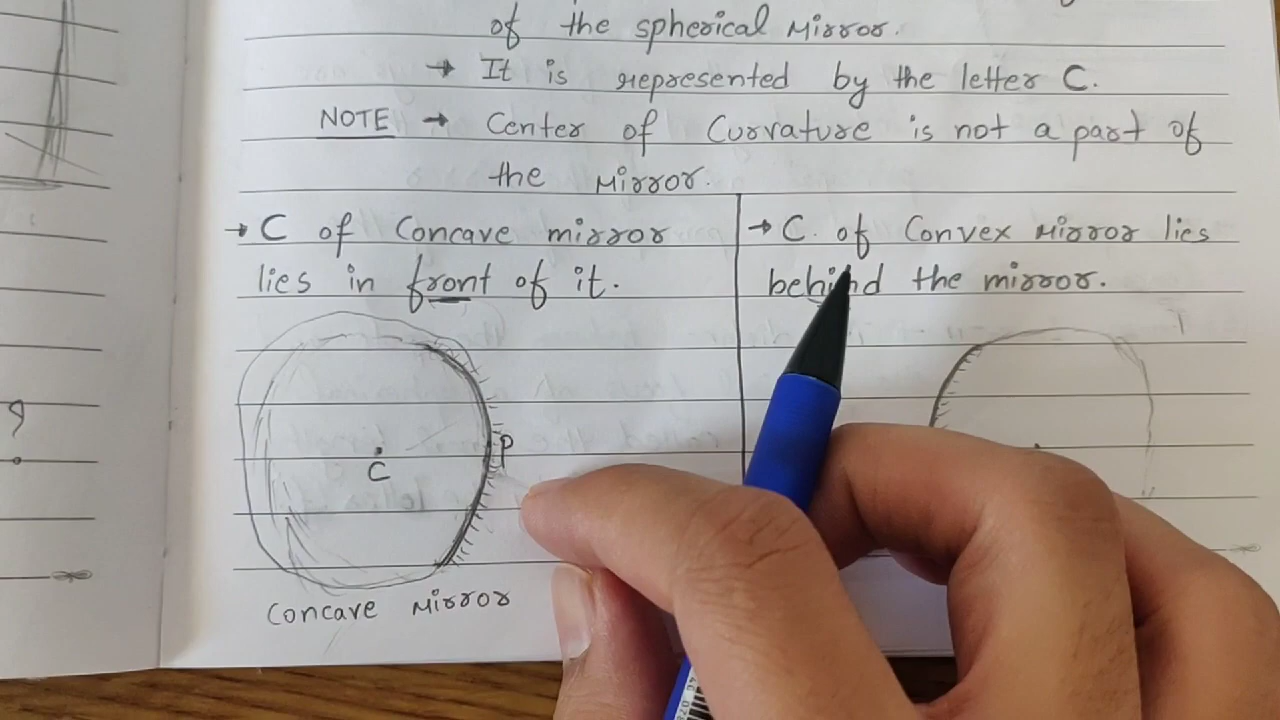 of the spherical Mirror.
→ It is represented by the letter C.
NOTE → Center of Curvature is not a part of
the Mirror.
→ C of Concave mirror
lies in front of it.
→ C. of Convex Mirror lies
behind the mirror.
C
P
Concave Mirror